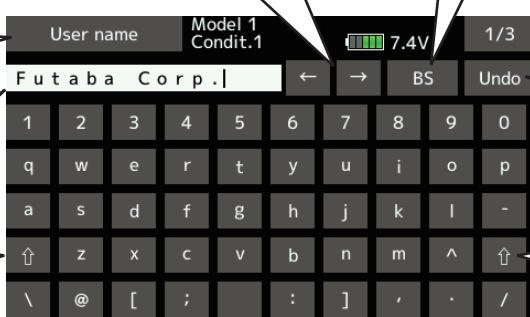 User name Model 1 7.4V 1/3
Condit.1
Futaba Corp. ← → BS Undo
1 2 3 4 5 6 7 8 9 0
q w e r t y u i o p
a s d f g h j k l -
⇧ z x c v b n m ^ ⇧
\ @ [ ; : ] , . /